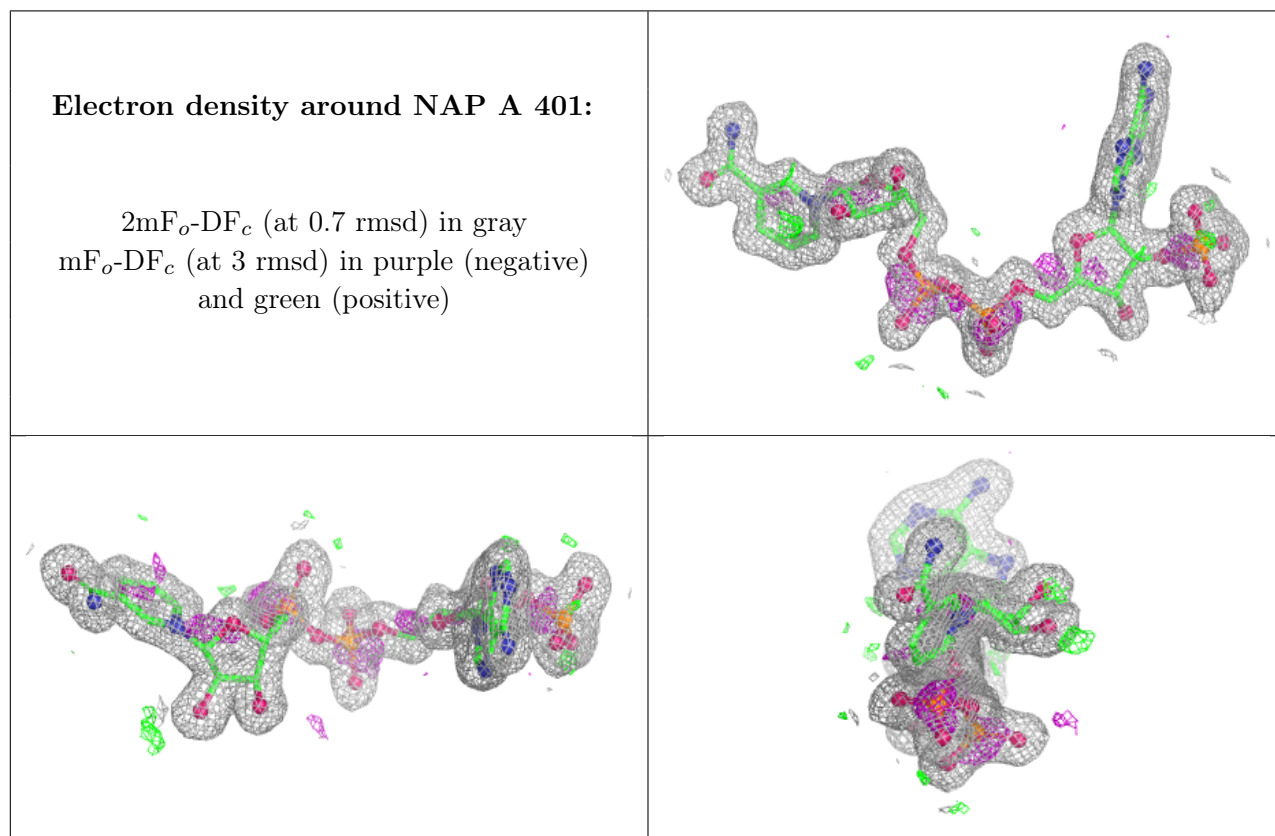 Electron density around NAP A 401:
2mFₒ-DF𝒸 (at 0.7 rmsd) in gray
mFₒ-DF𝒸 (at 3 rmsd) in purple (negative)
and green (positive)